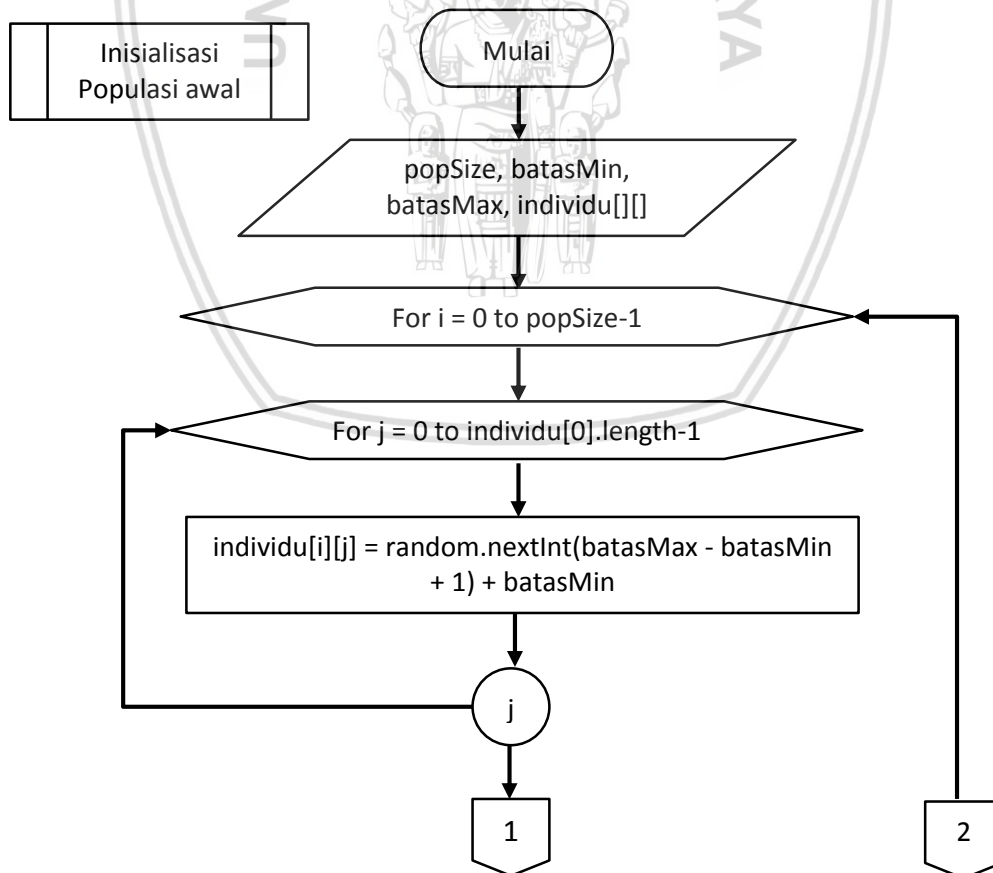 Inisialisasi
Populasi awal
Mulai
popSize, batasMin,
batasMax, individu[][]
For i = 0 to popSize-1
For j = 0 to individu[0].length-1
individu[i][j] = random.nextInt(batasMax - batasMin
+ 1) + batasMin
j
1
2
YA